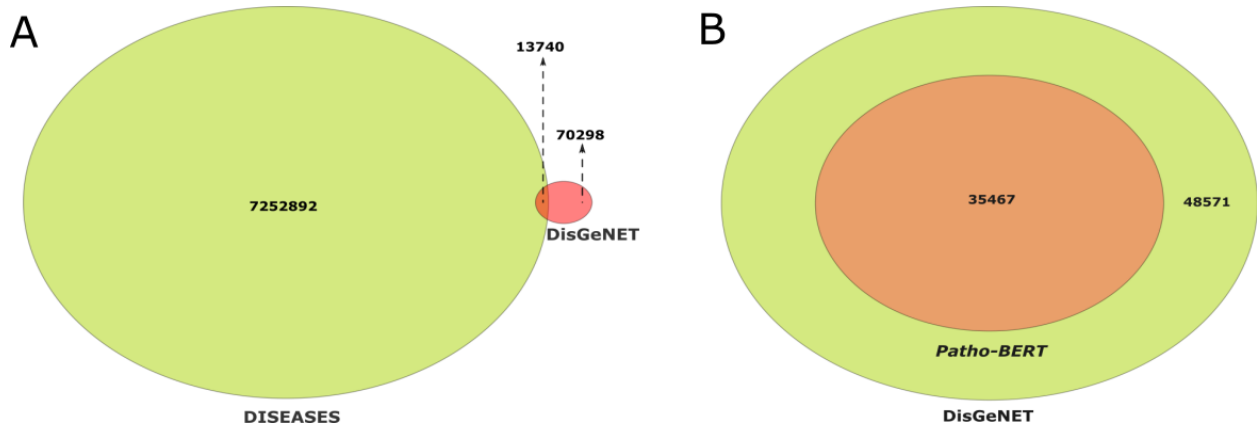 A
13740
70298
7252892
DisGeNET
DISEASES
B
35467
48571
Patho-BERT
DisGeNET